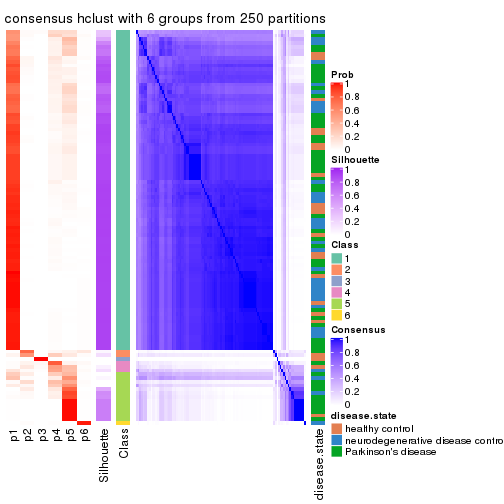 consensus hclust with 6 groups from 250 partitions
Prob
1
0.8
0.6
0.4
0.2
0
Silhouette
1
0.8
0.6
0.4
0.2
0
Class
1
2
3
4
5
6
Consensus
1
0.8
0.6
0.4
0.2
0
disease.state
healthy control
neurodegenerative disease contro
Parkinson's disease
p1
p2
p3
p4
p5
p6
Silhouette
Class
disease.state